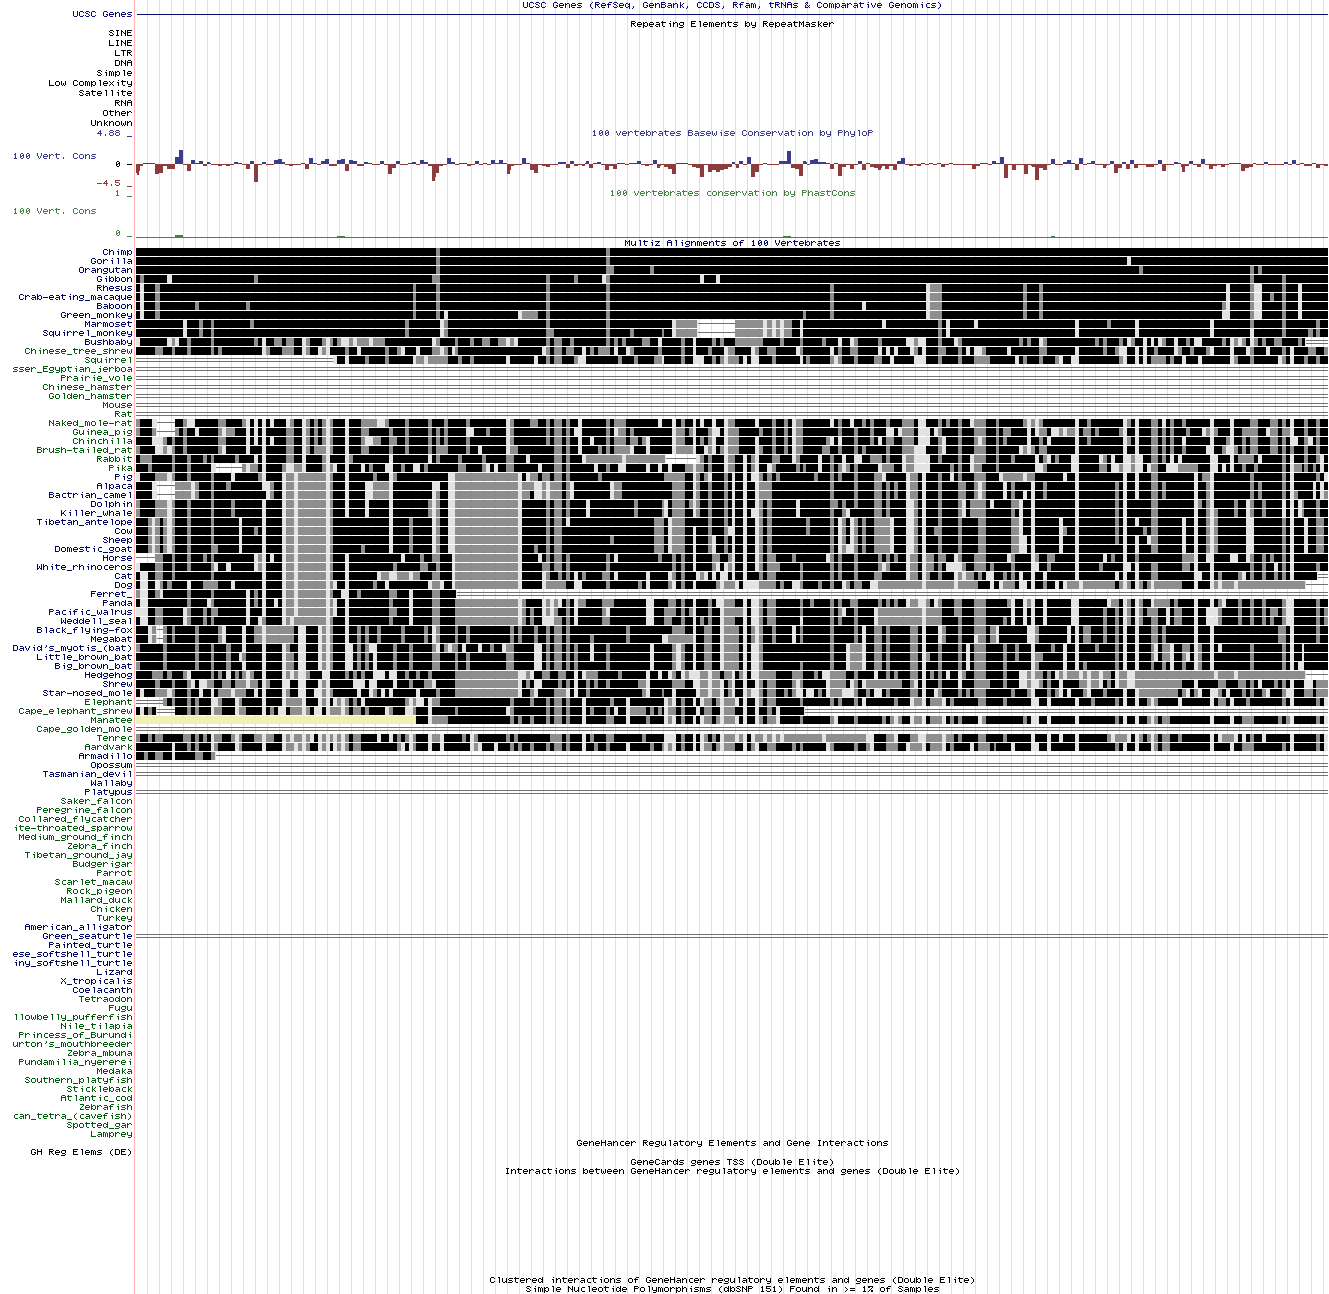 UCSC Genes (RefSeq, GenBank, CCDS, Rfam, tRNAs & Comparative Genomics)
UCSC Genes
Repeating Elements by RepeatMasker
SINE
LINE
LTR
DNA
Simple
Low Complexity
Satellite
RNA
Other
Unknown
4.88 _
100 vertebrates Basewise Conservation by PhyloP
100 Vert. Cons
0 -
-4.5 _
1 _
100 vertebrates conservation by PhastCons
100 Vert. Cons
0 _
Multiz Alignments of 100 Vertebrates
Chimp
Gorilla
Orangutan
Gibbon
Rhesus
Crab-eating_macaque
Baboon
Green_monkey
Marmoset
Squirrel_monkey
Bushbaby
Chinese_tree_shrew
Squirrel
sser_Egyptian_jerboa
Prairie_vole
Chinese_hamster
Golden_hamster
Mouse
Rat
Naked_mole-rat
Guinea_pig
Chinchilla
Brush-tailed_rat
Rabbit
Pika
Pig
Alpaca
Bactrian_camel
Dolphin
Killer_whale
Tibetan_antelope
Cow
Sheep
Domestic_goat
Horse
White_rhinoceros
Cat
Dog
Ferret_
Panda
Pacific_walrus
Weddell_seal
Black_flying-fox
Megabat
David's_myotis_(bat)
Little_brown_bat
Big_brown_bat
Hedgehog
Shrew
Star-nosed_mole
Elephant
Cape_elephant_shrew
Manatee
Cape_golden_mole
Tenrec
Aardvark
Armadillo
Opossum
Tasmanian_devil
Wallaby
Platypus
Saker_falcon
Peregrine_falcon
Collared_flycatcher
ite-throated_sparrow
Medium_ground_finch
Zebra_finch
Tibetan_ground_jay
Budgerigar
Parrot
Scarlet_macaw
Rock_pigeon
Mallard_duck
Chicken
Turkey
American_alligator
Green_seaturtle
Painted_turtle
ese_softshell_turtle
iny_softshell_turtle
Lizard
X_tropicalis
Coelacanth
Tetraodon
Fugu
llowbelly_pufferfish
Nile_tilapia
Princess_of_Burundi
urton's_mouthbreeder
Zebra_mbuna
Pundamilia_nyererei
Medaka
Southern_platyfish
Stickleback
Atlantic_cod
Zebrafish
can_tetra_(cavefish)
Spotted_gar
Lamprey
GeneHancer Regulatory Elements and Gene Interactions
GH Reg Elems (DE)
GeneCards genes TSS (Double Elite)
Interactions between GeneHancer regulatory elements and genes (Double Elite)
Clustered interactions of GeneHancer regulatory elements and genes (Double Elite)
Simple Nucleotide Polymorphisms (dbSNP 151) Found in >= 1% of Samples